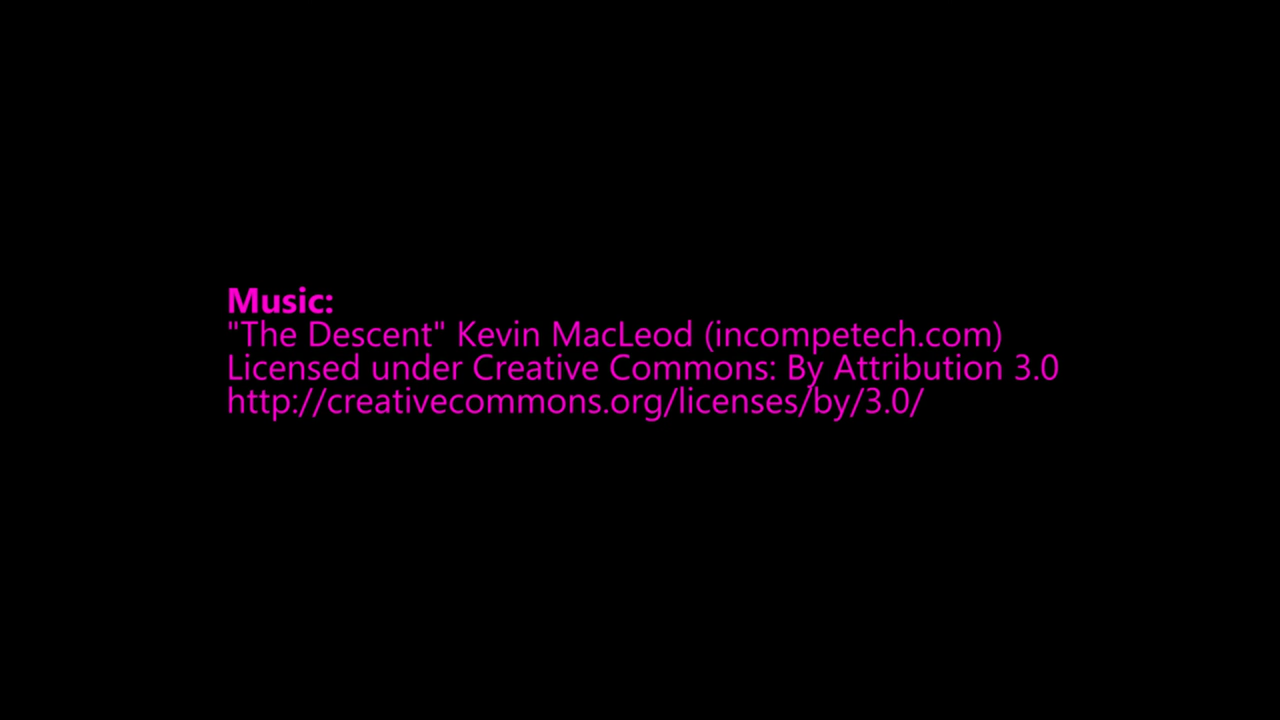 Music:
"The Descent" Kevin MacLeod (incompetech.com)
Licensed under Creative Commons: By Attribution 3.0
http://creativecommons.org/licenses/by/3.0/